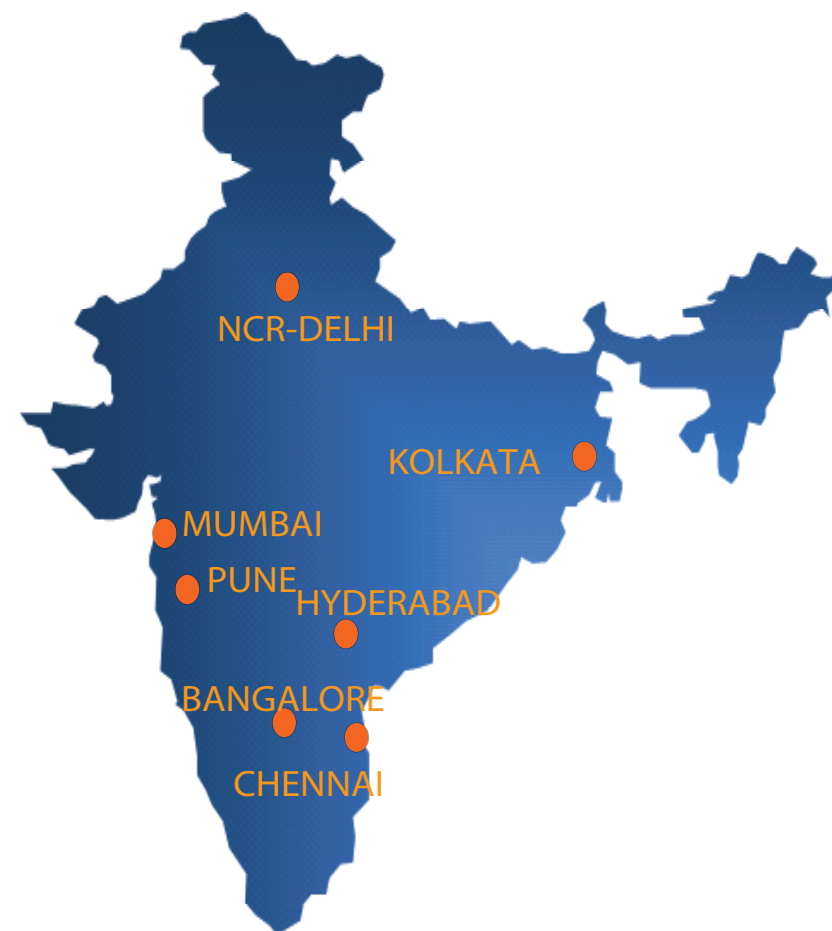 NCR-DELHI
KOLKATA
MUMBAI
PUNE
HYDERABAD
BANGALORE
CHENNAI